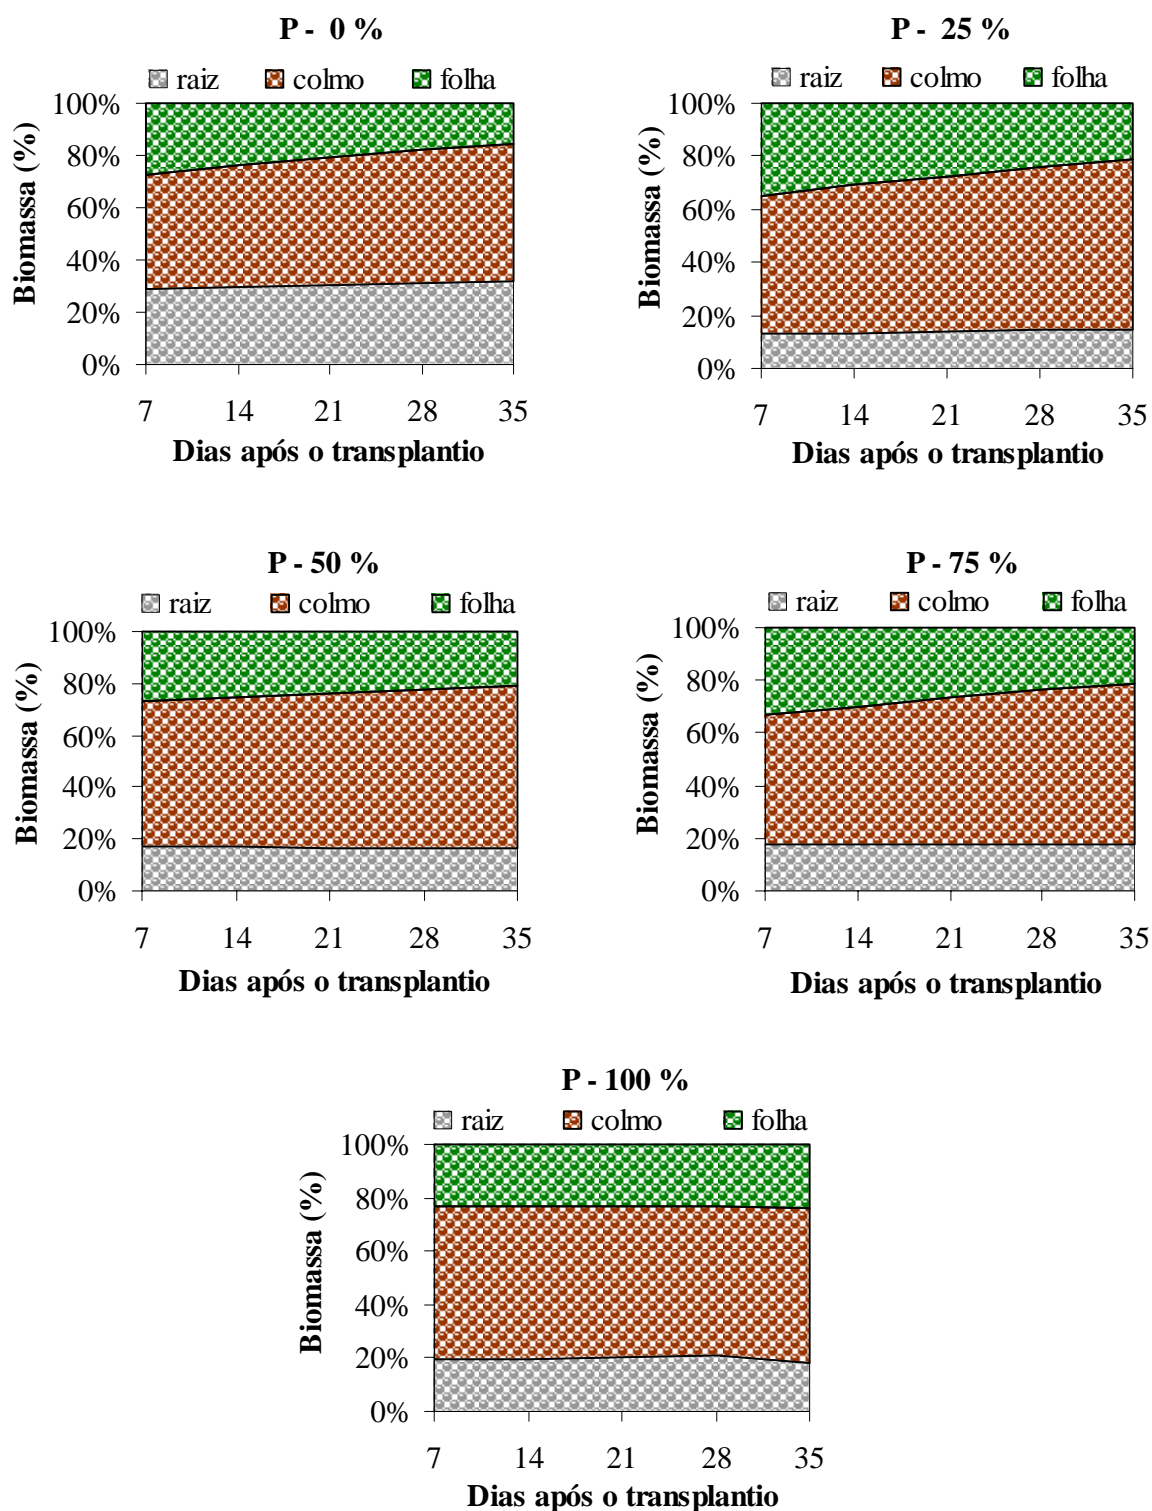 P - 0 %
raiz colmo folha
Biomassa (%)
100%
80%
60%
40%
20%
0%
7 14 21 28 35
Dias após o transplantio
P - 25 %
raiz colmo folha
Biomassa (%)
100%
80%
60%
40%
20%
0%
7 14 21 28 35
Dias após o transplantio
P - 50 %
raiz colmo folha
Biomassa (%)
100%
80%
60%
40%
20%
0%
7 14 21 28 35
Dias após o transplantio
P - 75 %
raiz colmo folha
Biomassa (%)
100%
80%
60%
40%
20%
0%
7 14 21 28 35
Dias após o transplantio
P - 100 %
raiz colmo folha
Biomassa (%)
100%
80%
60%
40%
20%
0%
7 14 21 28 35
Dias após o transplantio